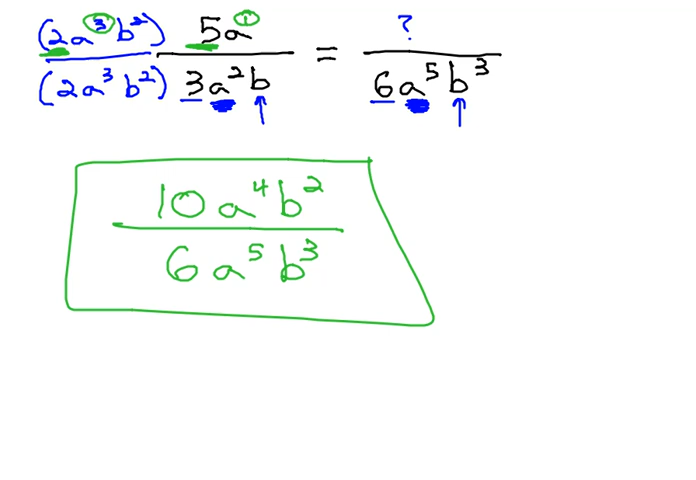 (2a³b²) 5a¹ ?
(2a³b²) 3a²b = 6a⁵b³
10a⁴b²
6a⁵b³